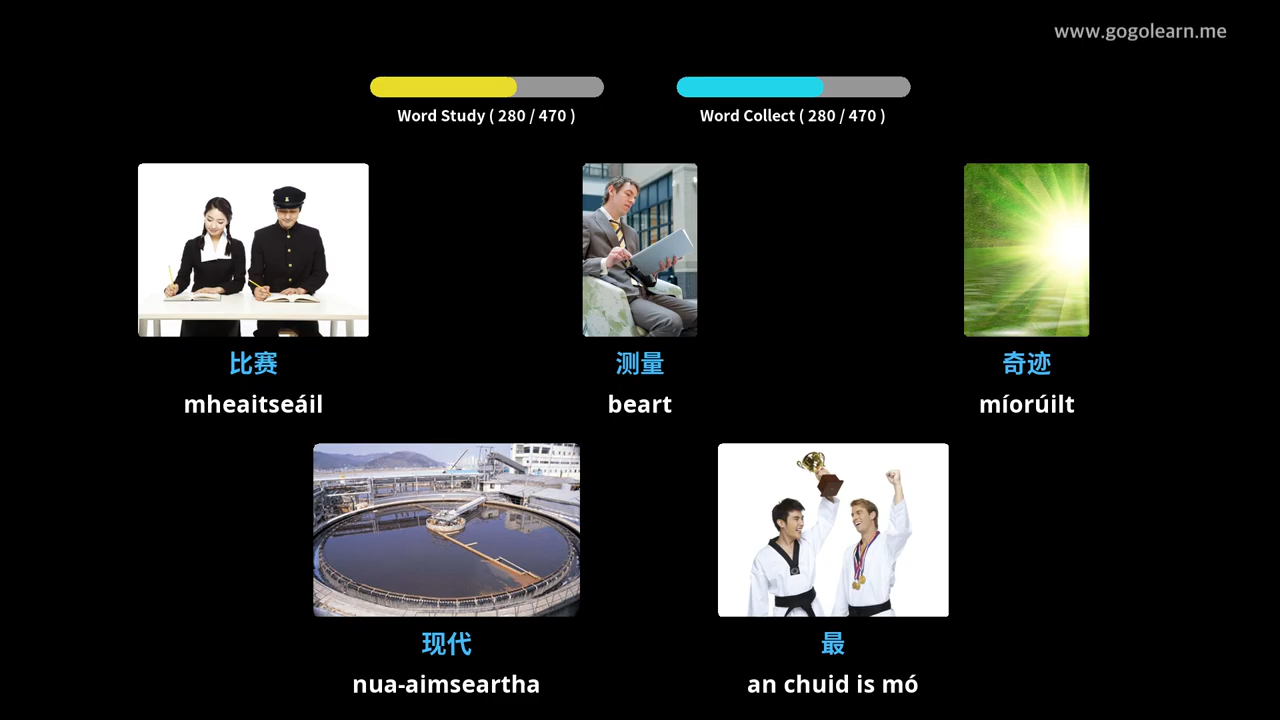 www.gogolearn.me
Word Study ( 280 / 470 )
Word Collect ( 280 / 470 )
比赛
mheaitseáil
测量
beart
奇迹
míorúilt
现代
nua-aimseartha
最
an chuid is mó